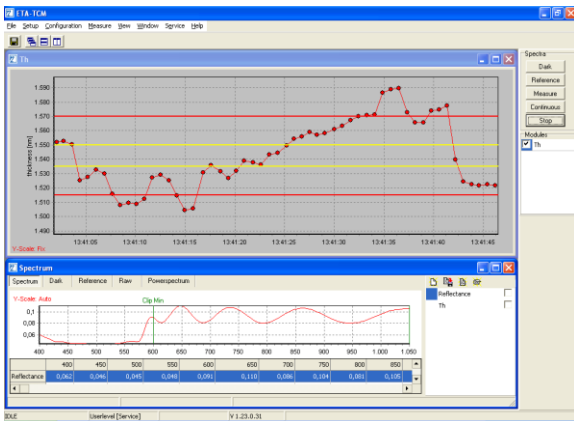 ETA-TCM
File Setup Configuration Measure View Window Service Help
Th
1.590
1.570
1.550
1.530
1.520
1.510
1.500
1.490
thickness [nm]
13:41:05 13:41:10 13:41:15 13:41:20 13:41:25 13:41:30 13:41:35 13:41:40 13:41:45
Y-Scale: Fix
Spectra
Dark
Reference
Measure
Continuous
Stop
Modules
Th
Spectrum
Spectrum Dark Reference Raw Powerspectrum
Y-Scale: Auto
Clip Min
0,1
0,08
0,06
400 450 500 550 600 650 700 750 800 850 900 950 1.000 1.050
Reflectance
Th
400 450 500 550 600 650 700 750 800 850
Reflectance 0,062 0,046 0,045 0,048 0,091 0,110 0,086 0,104 0,081 0,105
IDLE Userlevel [Service] V 1.23.0.31